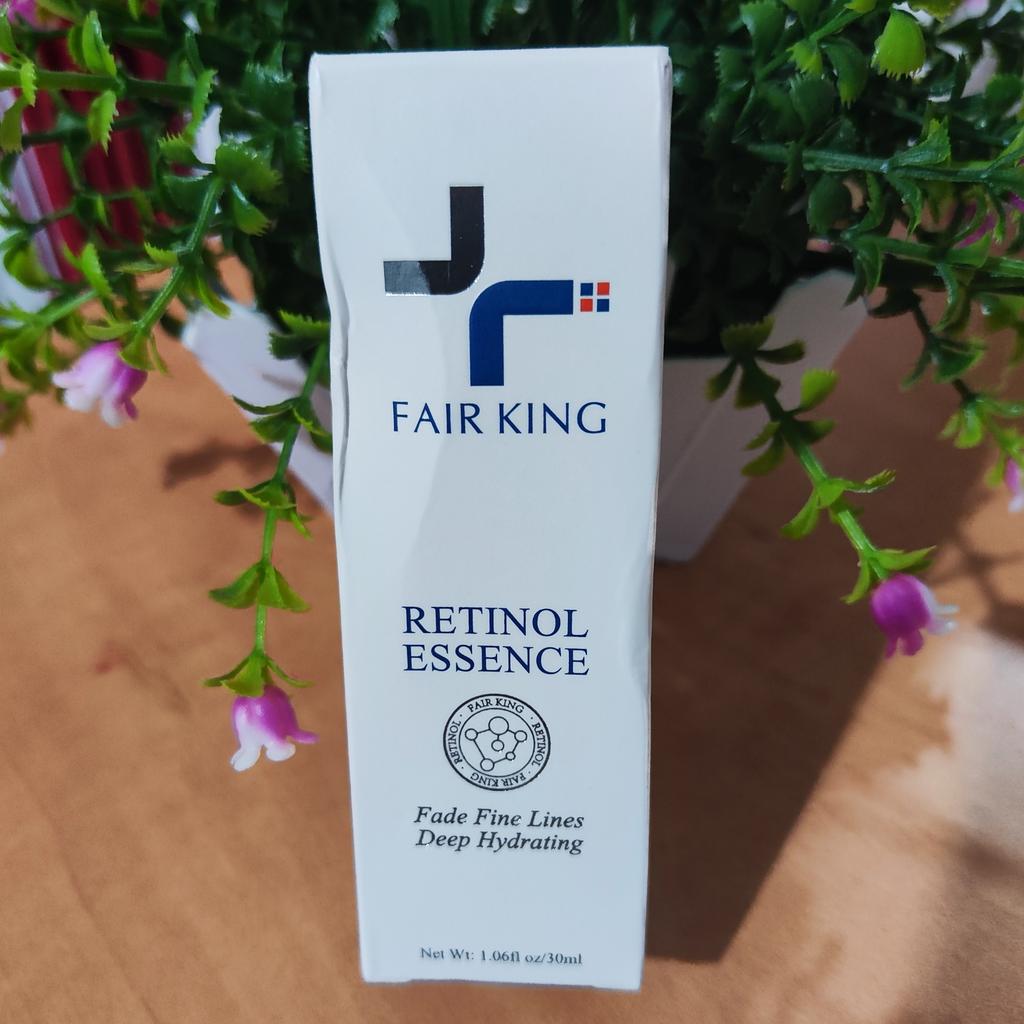 FAIR KING
RETINOL
ESSENCE
FAIR KING · RETINOL · FAIR KING · RETINOL ·
Fade Fine Lines
Deep Hydrating
Net Wt: 1.06fl oz/30ml